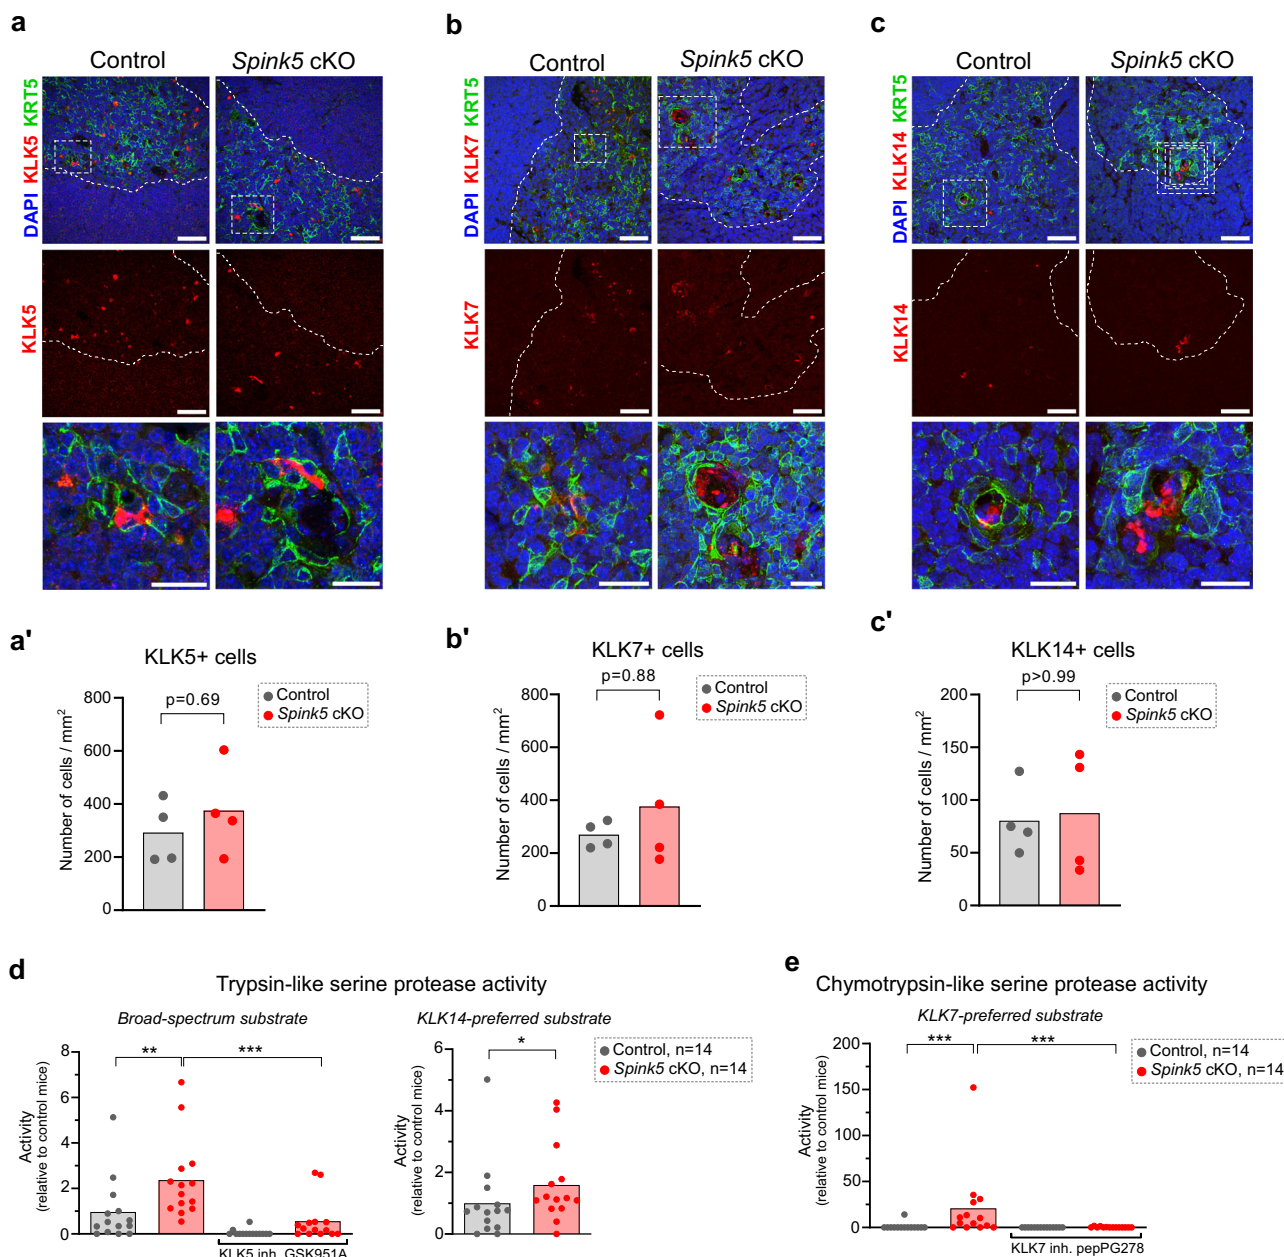 a
Control
Spink5 cKO
DAPI KLK5 KRT5
KLK5
b
Control
Spink5 cKO
DAPI KLK7 KRT5
KLK7
c
Control
Spink5 cKO
DAPI KLK14 KRT5
KLK14
a'
KLK5+ cells
Control
Spink5 cKO
p=0.69
Number of cells / mm²
800
600
400
200
0
b'
KLK7+ cells
Control
Spink5 cKO
p=0.88
Number of cells / mm²
800
600
400
200
0
c'
KLK14+ cells
Control
Spink5 cKO
p>0.99
Number of cells / mm²
200
150
100
50
0
d
Trypsin-like serine protease activity
Broad-spectrum substrate
**
***
Activity
(relative to control mice)
8
6
4
2
0
KLK5 inh. GSK951A
KLK14-preferred substrate
*
Control, n=14
Spink5 cKO, n=14
Activity
(relative to control mice)
6
4
2
0
e
Chymotrypsin-like serine protease activity
KLK7-preferred substrate
***
***
Control, n=14
Spink5 cKO, n=14
Activity
(relative to control mice)
200
150
100
50
0
KLK7 inh. pepPG278